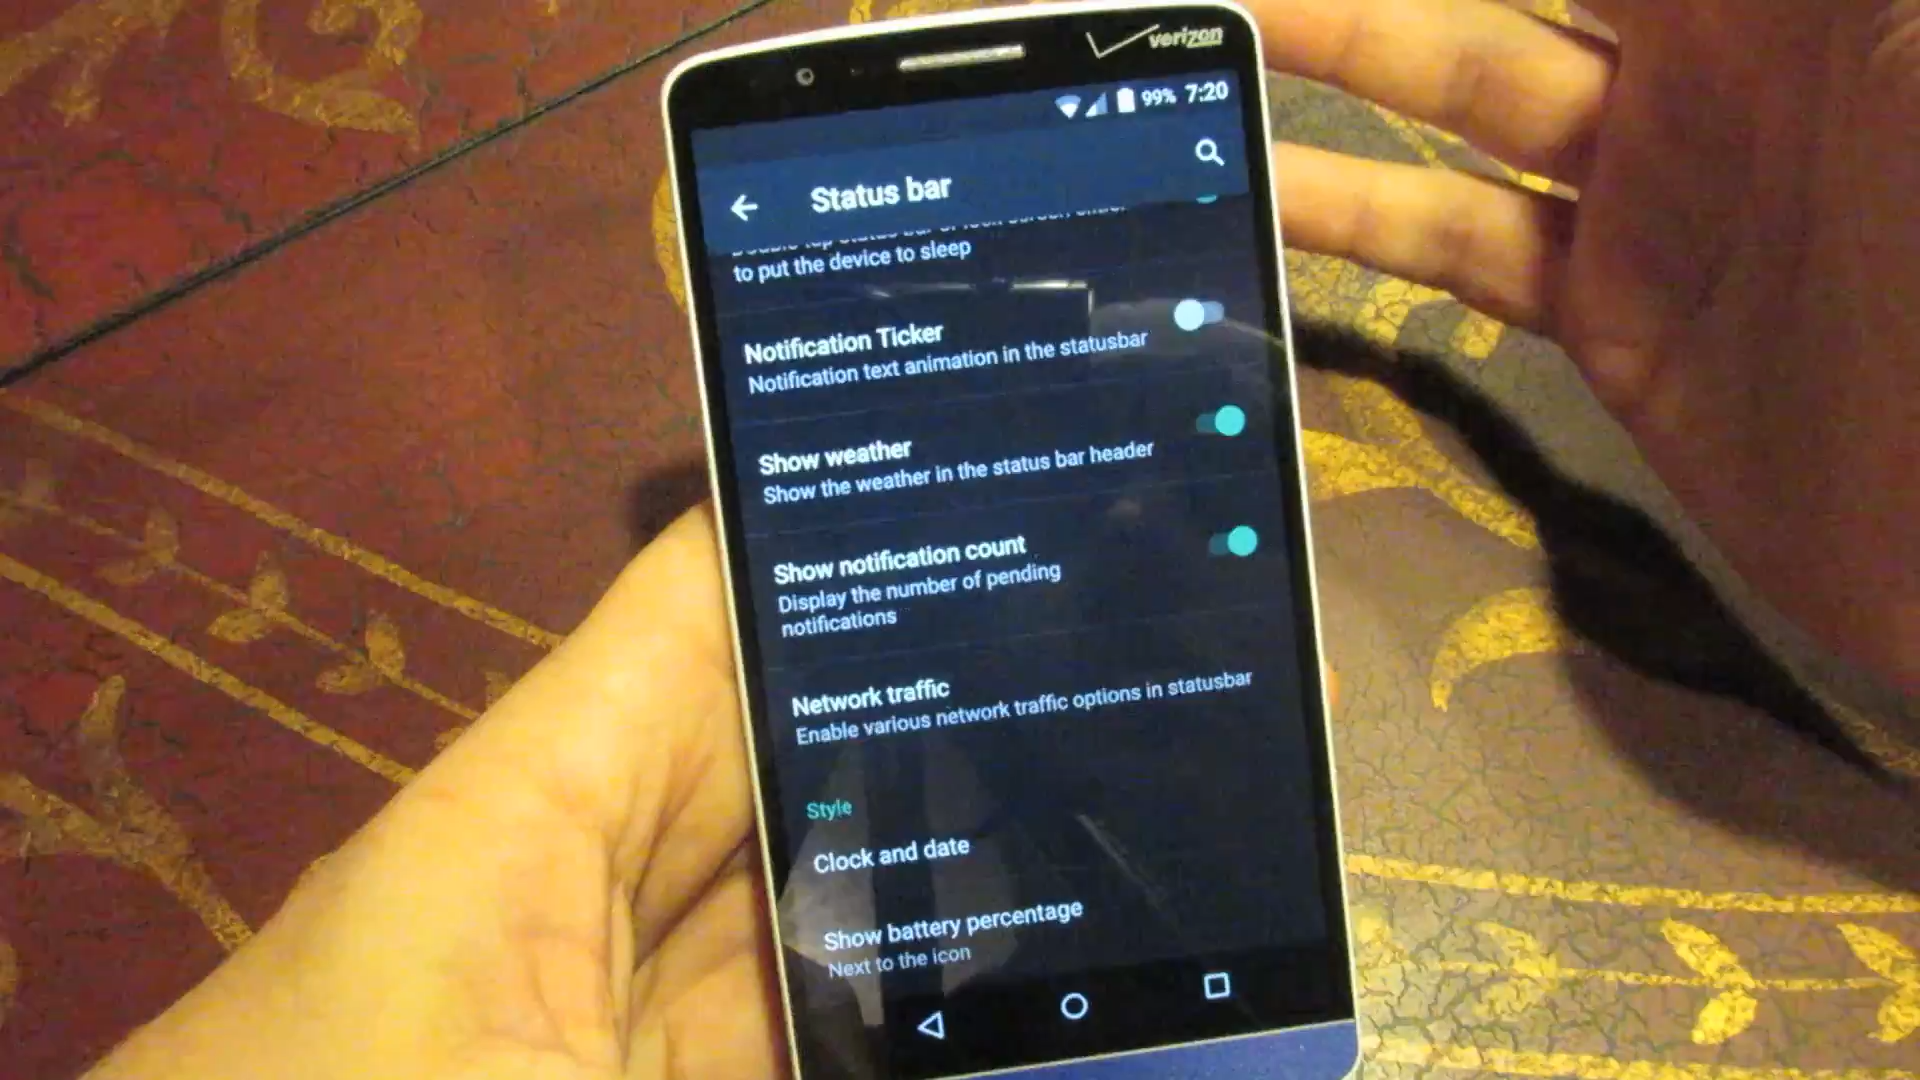 verizon
99% 7:20
Status bar
to put the device to sleep
Notification Ticker
Notification text animation in the statusbar
Show weather
Show the weather in the status bar header
Show notification count
Display the number of pending
notifications
Network traffic
Enable various network traffic options in statusbar
Style
Clock and date
Show battery percentage
Next to the icon